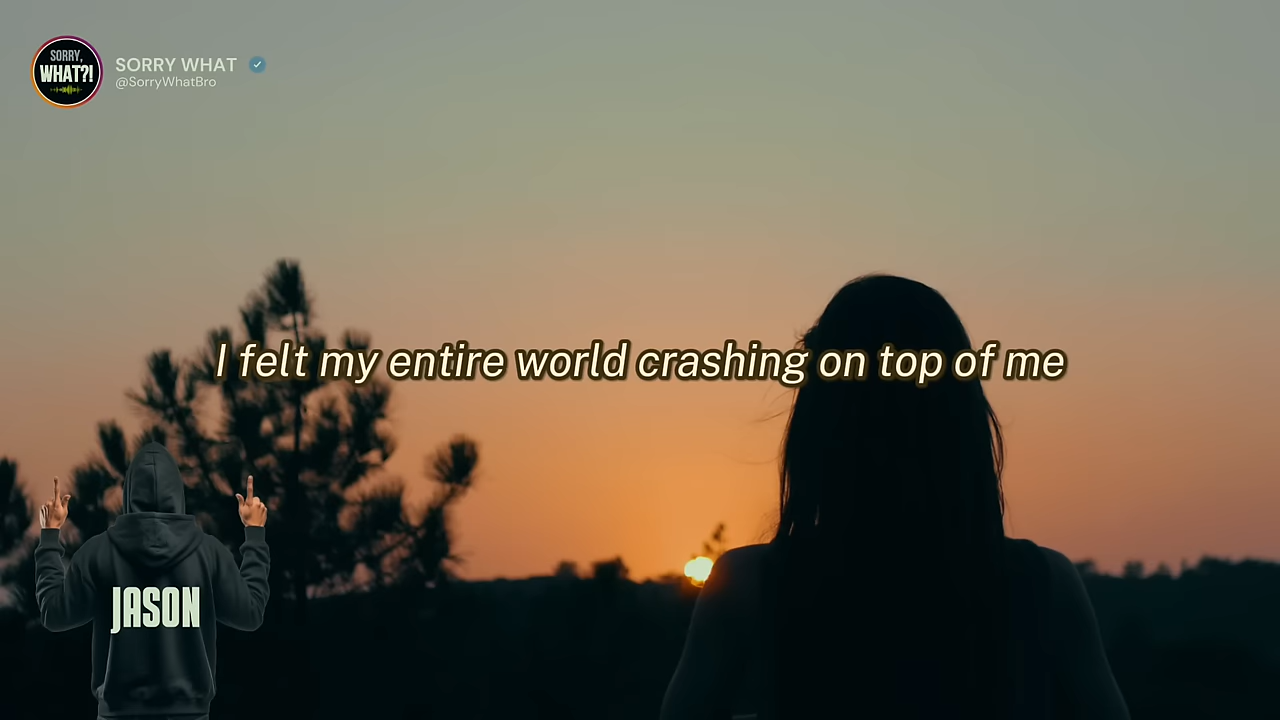 SORRY,
WHAT?!
SORRY WHAT
@SorryWhatBro
I felt my entire world crashing on top of me
JASON